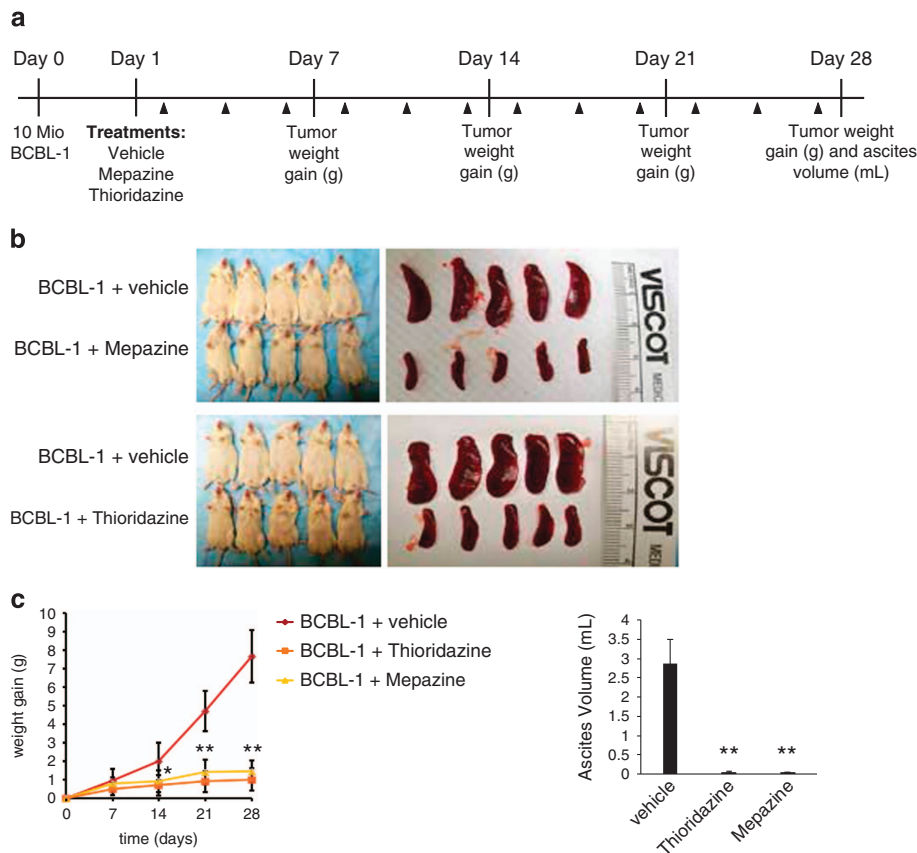 a
Day 0 Day 1 Day 7 Day 14 Day 21 Day 28
10 Mio
BCBL-1
Treatments:
Vehicle
Mepazine
Thioridazine
Tumor
weight
gain (g)
Tumor
weight
gain (g)
Tumor
weight
gain (g)
Tumor weight
gain (g) and ascites
volume (mL)
b
BCBL-1 + vehicle
BCBL-1 + Mepazine
VISCOT
MEDIC
BCBL-1 + vehicle
BCBL-1 + Thioridazine
VISCOT
MEDI
c
weight gain (g)
10
9
8
7
6
5
4
3
2
1
0
* ** **
0 7 14 21 28
time (days)
BCBL-1 + vehicle
BCBL-1 + Thioridazine
BCBL-1 + Mepazine
Ascites Volume (mL)
4
3.5
3
2.5
2
1.5
1
0.5
0
** **
vehicle
Thioridazine
Mepazine